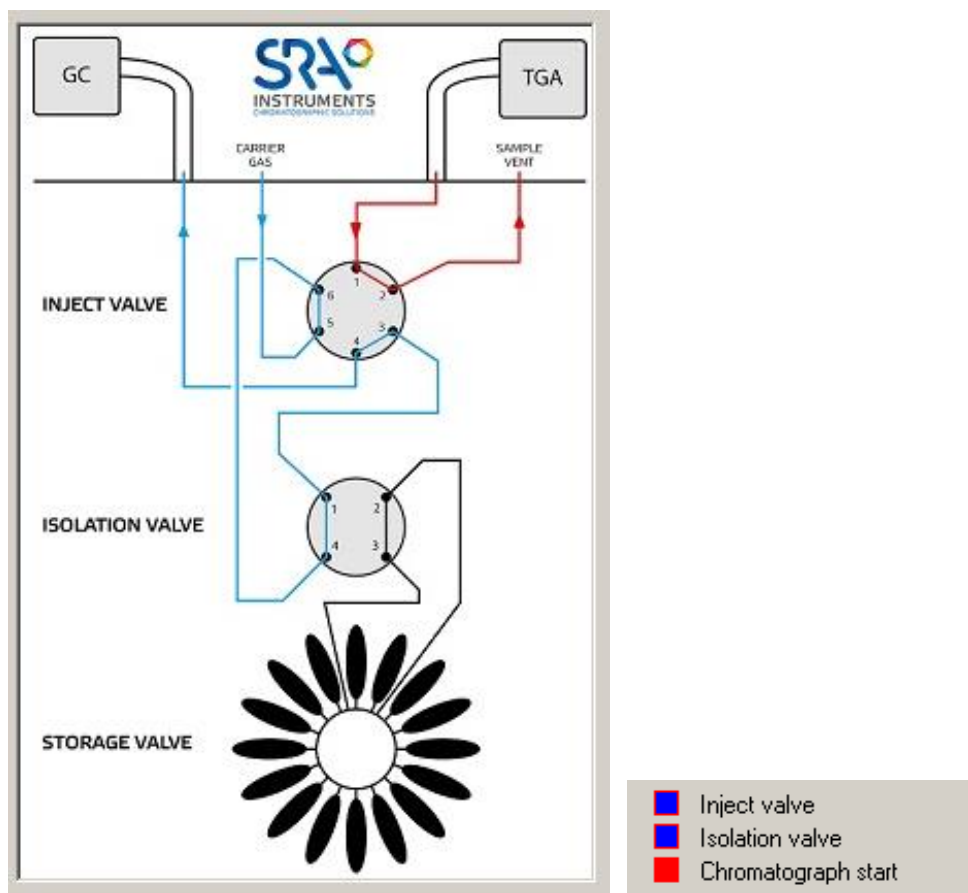 GC
SRA
INSTRUMENTS
CHROMATOGRAPHIC SOLUTIONS
TGA
CARRIER
GAS
SAMPLE
VENT
INJECT VALVE
1
6
2
5
3
4
ISOLATION VALVE
1
2
4
3
STORAGE VALVE
Inject valve
Isolation valve
Chromatograph start